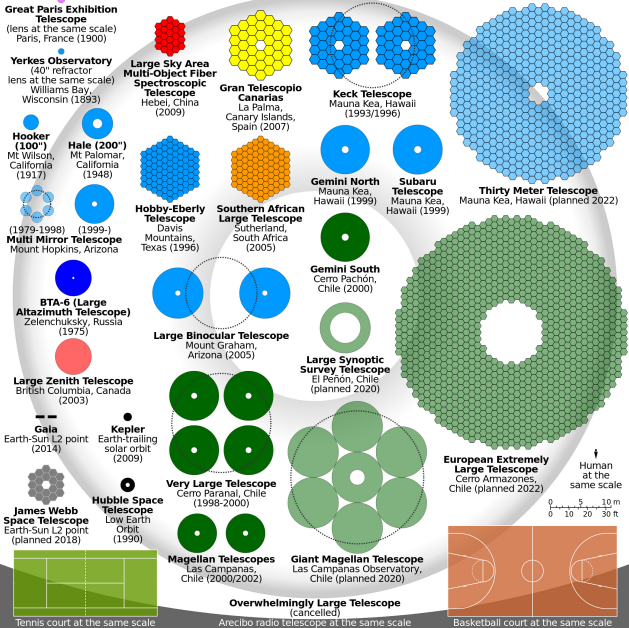 Great Paris Exhibition
Telescope
(lens at the same scale)
Paris, France (1900)
Yerkes Observatory
(40" refractor
lens at the same scale)
Williams Bay,
Wisconsin (1893)
Hooker
(100")
Mt Wilson,
California
(1917)
Hale (200")
Mt Palomar,
California
(1948)
(1979-1998)
(1999-)
Multi Mirror Telescope
Mount Hopkins, Arizona
BTA-6 (Large
Altazimuth Telescope)
Zelenchuksky, Russia
(1975)
Large Zenith Telescope
British Columbia, Canada
(2003)
Gaia
Earth-Sun L2 point
(2014)
Kepler
Earth-trailing
solar orbit
(2009)
James Webb
Space Telescope
Earth-Sun L2 point
(planned 2018)
Hubble Space
Telescope
Low Earth
Orbit
(1990)
Large Sky Area
Multi-Object Fiber
Spectroscopic
Telescope
Hebei, China
(2009)
Gran Telescopio
Canarias
La Palma,
Canary Islands,
Spain (2007)
Keck Telescope
Mauna Kea, Hawaii
(1993/1996)
Hobby-Eberly
Telescope
Davis
Mountains,
Texas (1996)
Southern African
Large Telescope
Sutherland,
South Africa
(2005)
Gemini North
Mauna Kea,
Hawaii (1999)
Subaru
Telescope
Mauna Kea,
Hawaii (1999)
Thirty Meter Telescope
Mauna Kea, Hawaii (planned 2022)
Gemini South
Cerro Pachón,
Chile (2000)
Large Binocular Telescope
Mount Graham,
Arizona (2005)
Large Synoptic
Survey Telescope
El Peñón, Chile
(planned 2020)
Very Large Telescope
Cerro Paranal, Chile
(1998-2000)
Magellan Telescopes
Las Campanas,
Chile (2000/2002)
Giant Magellan Telescope
Las Campanas Observatory,
Chile (planned 2020)
European Extremely
Large Telescope
Cerro Armazones,
Chile (planned 2022)
Human
at the
same scale
0 5 10 m
0 10 20 30 ft
Overwhelmingly Large Telescope
(cancelled)
Tennis court at the same scale
Arecibo radio telescope at the same scale
Basketball court at the same scale